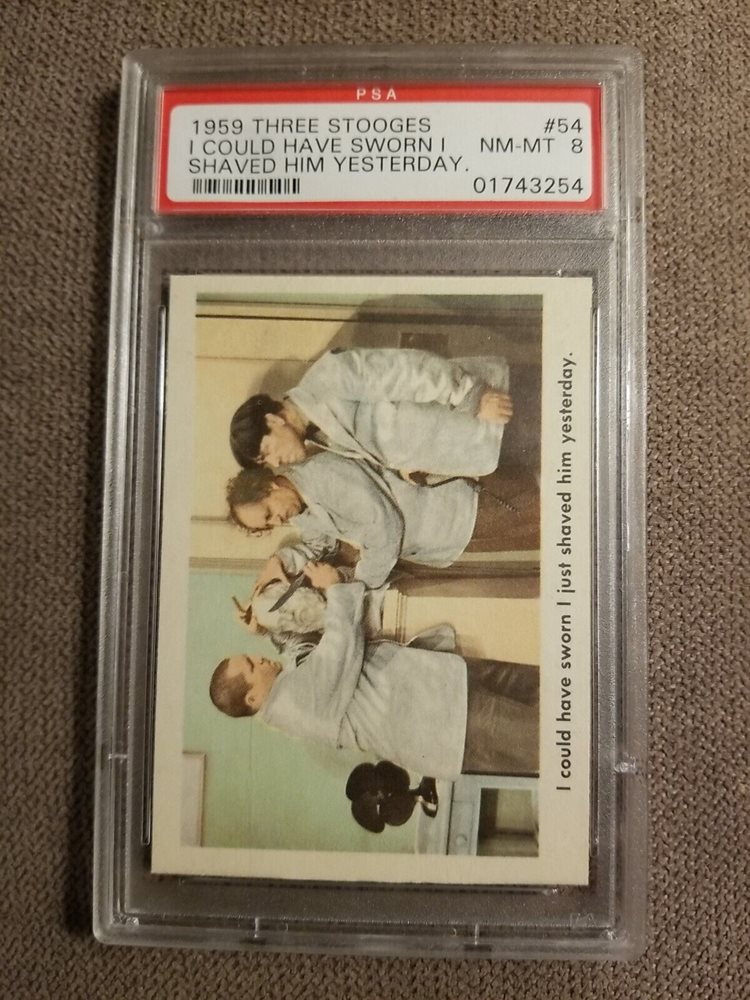 PSA
1959 THREE STOOGES #54
I COULD HAVE SWORN I NM-MT 8
SHAVED HIM YESTERDAY.
01743254
I could have sworn I just shaved him yesterday.